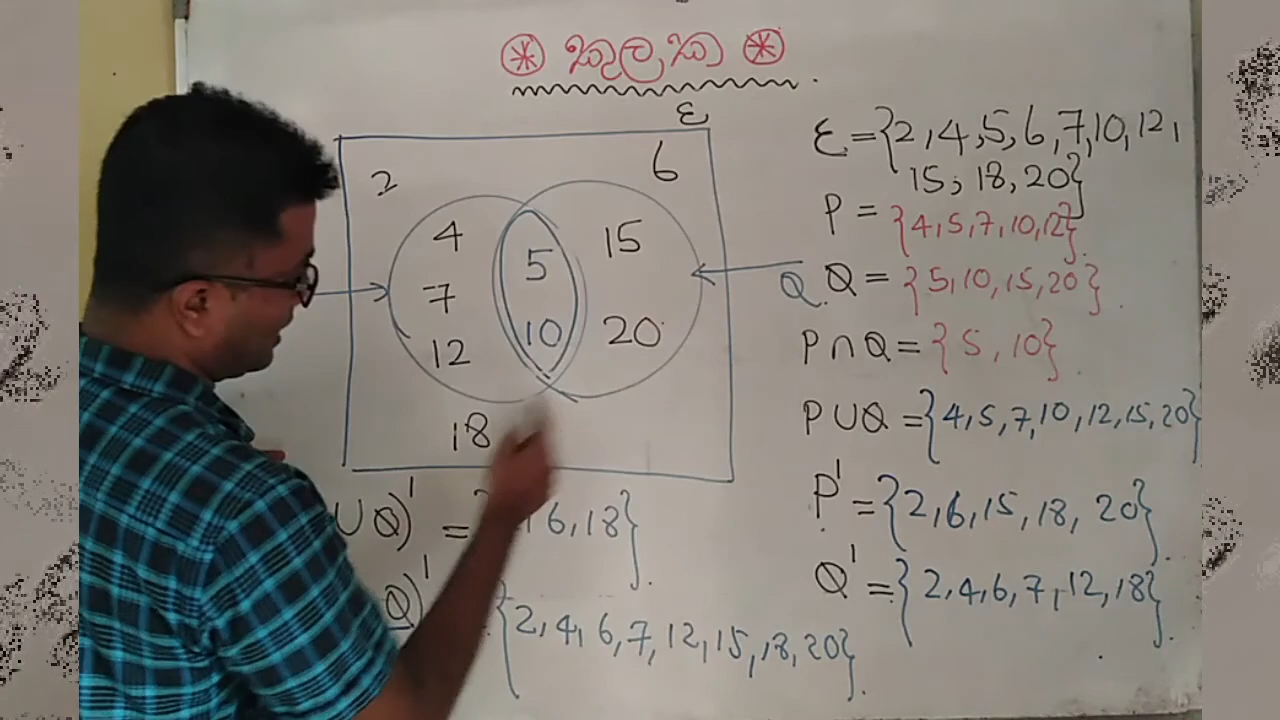 කුලක
ε
ε = {2, 4, 5, 6, 7, 10, 12,
15, 18, 20}
P = {4, 5, 7, 10, 12}.
Q Q = {5, 10, 15, 20}
P ∩ Q = {5, 10}
P ∪ Q = {4, 5, 7, 10, 12, 15, 20}
P' = {2, 6, 15, 18, 20}.
Q' = {2, 4, 6, 7, 12, 18}.
2 6
4 5 15
7 10 20
12
18
∪ Q)' = , 6, 18}.
Q)' {2, 4, 6, 7, 12, 15, 18, 20}.